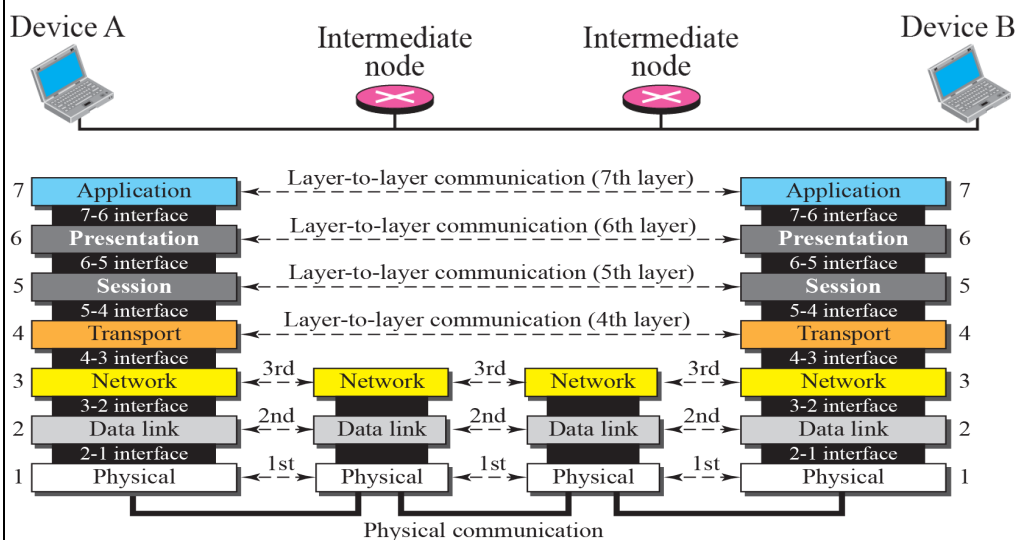 Device A
Intermediate
node
Intermediate
node
Device B
7 Application Layer-to-layer communication (7th layer) Application 7
7-6 interface 7-6 interface
6 Presentation Layer-to-layer communication (6th layer) Presentation 6
6-5 interface 6-5 interface
5 Session Layer-to-layer communication (5th layer) Session 5
5-4 interface 5-4 interface
4 Transport Layer-to-layer communication (4th layer) Transport 4
4-3 interface 4-3 interface
3 Network 3rd Network 3rd Network 3rd Network 3
3-2 interface 3-2 interface
2 Data link 2nd Data link 2nd Data link 2nd Data link 2
2-1 interface 2-1 interface
1 Physical 1st Physical 1st Physical 1st Physical 1
Physical communication